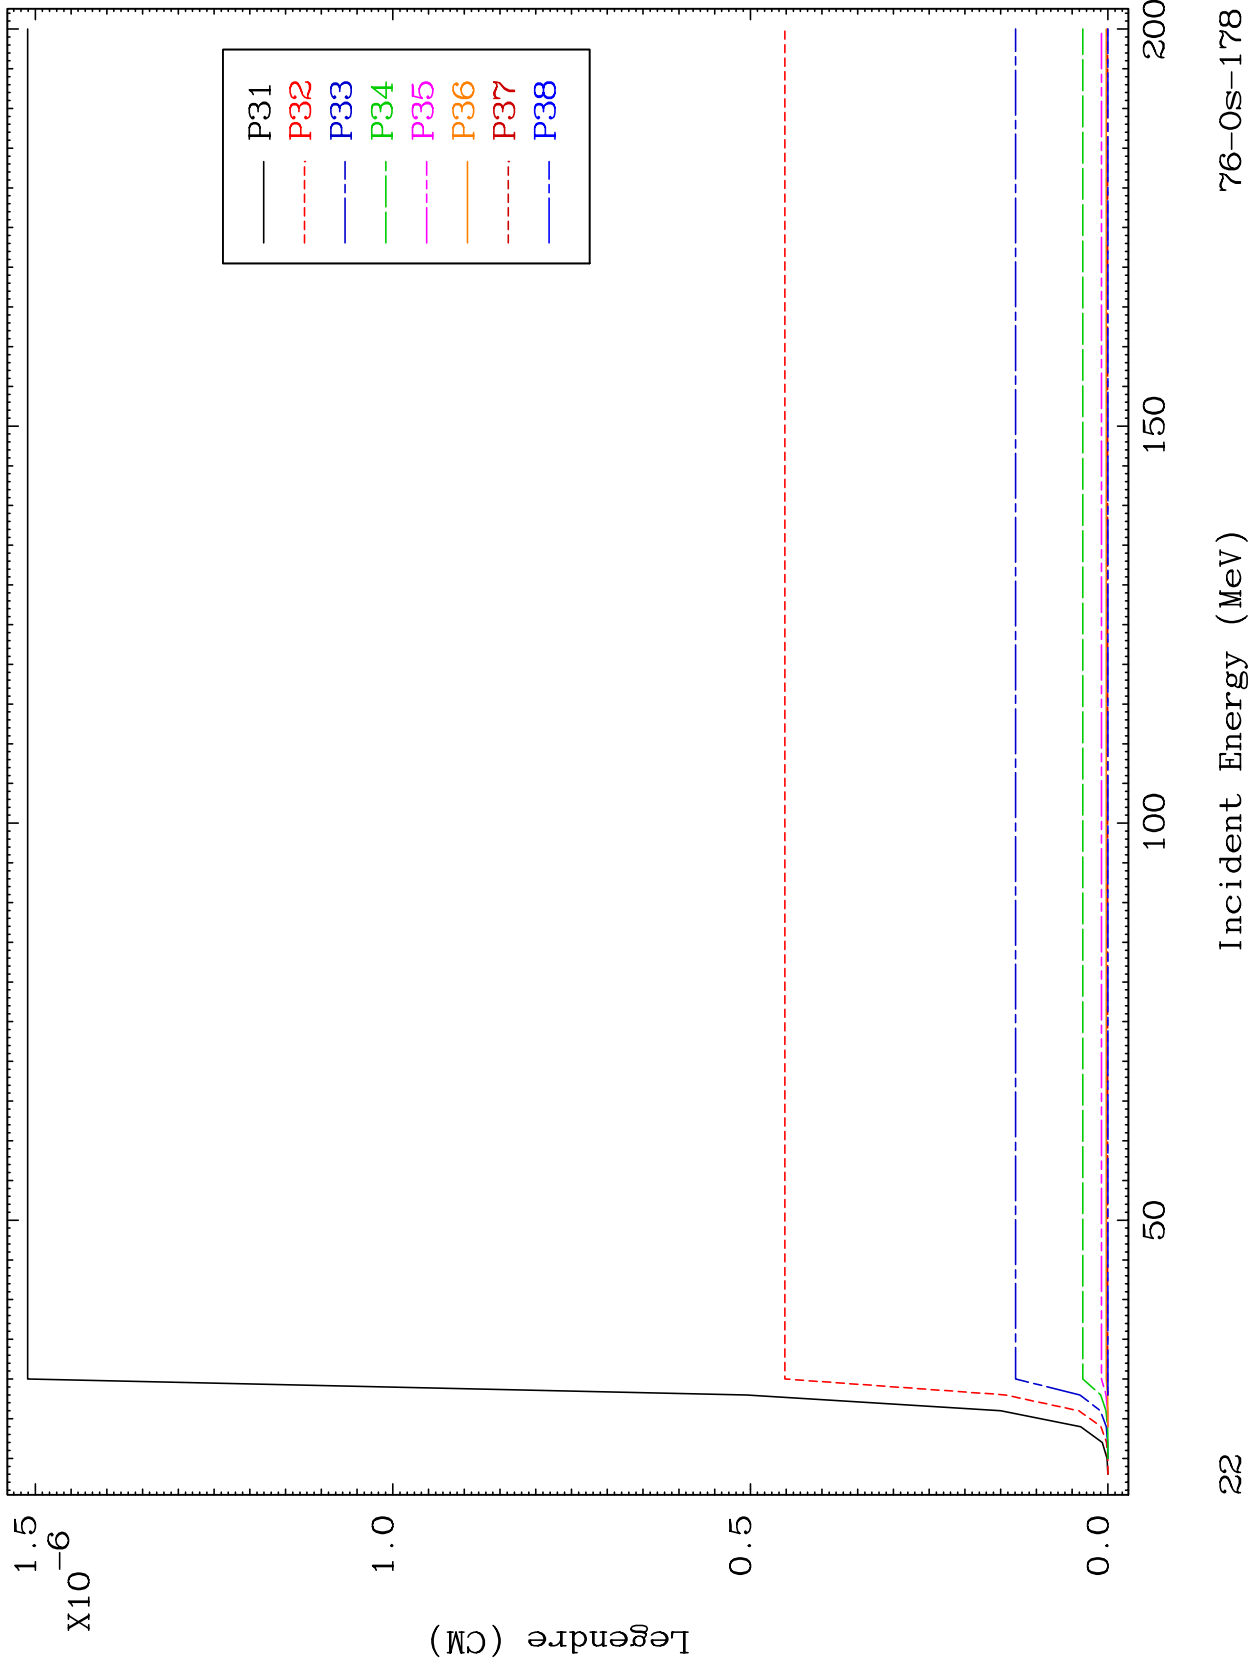 P31
P32
P33
P34
P35
P36
P37
P38
1.5
X10-6
1.0
0.5
0.0
Legendre (CM)
50
100
150
200
Incident Energy (MeV)
22
76-Os-178